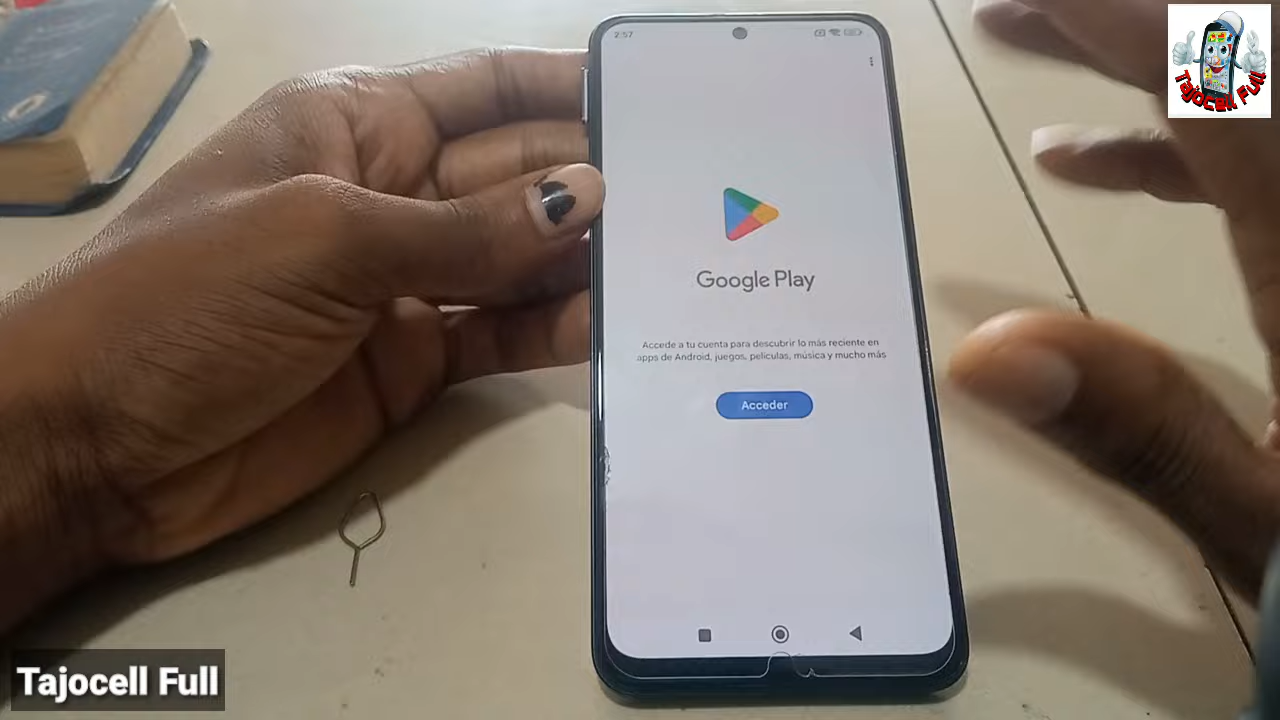 2:57
Google Play
Accede a tu cuenta para descubrir lo más reciente en
apps de Android, juegos, películas, música y mucho más
Acceder
Tajocell Full
Tajocell Full